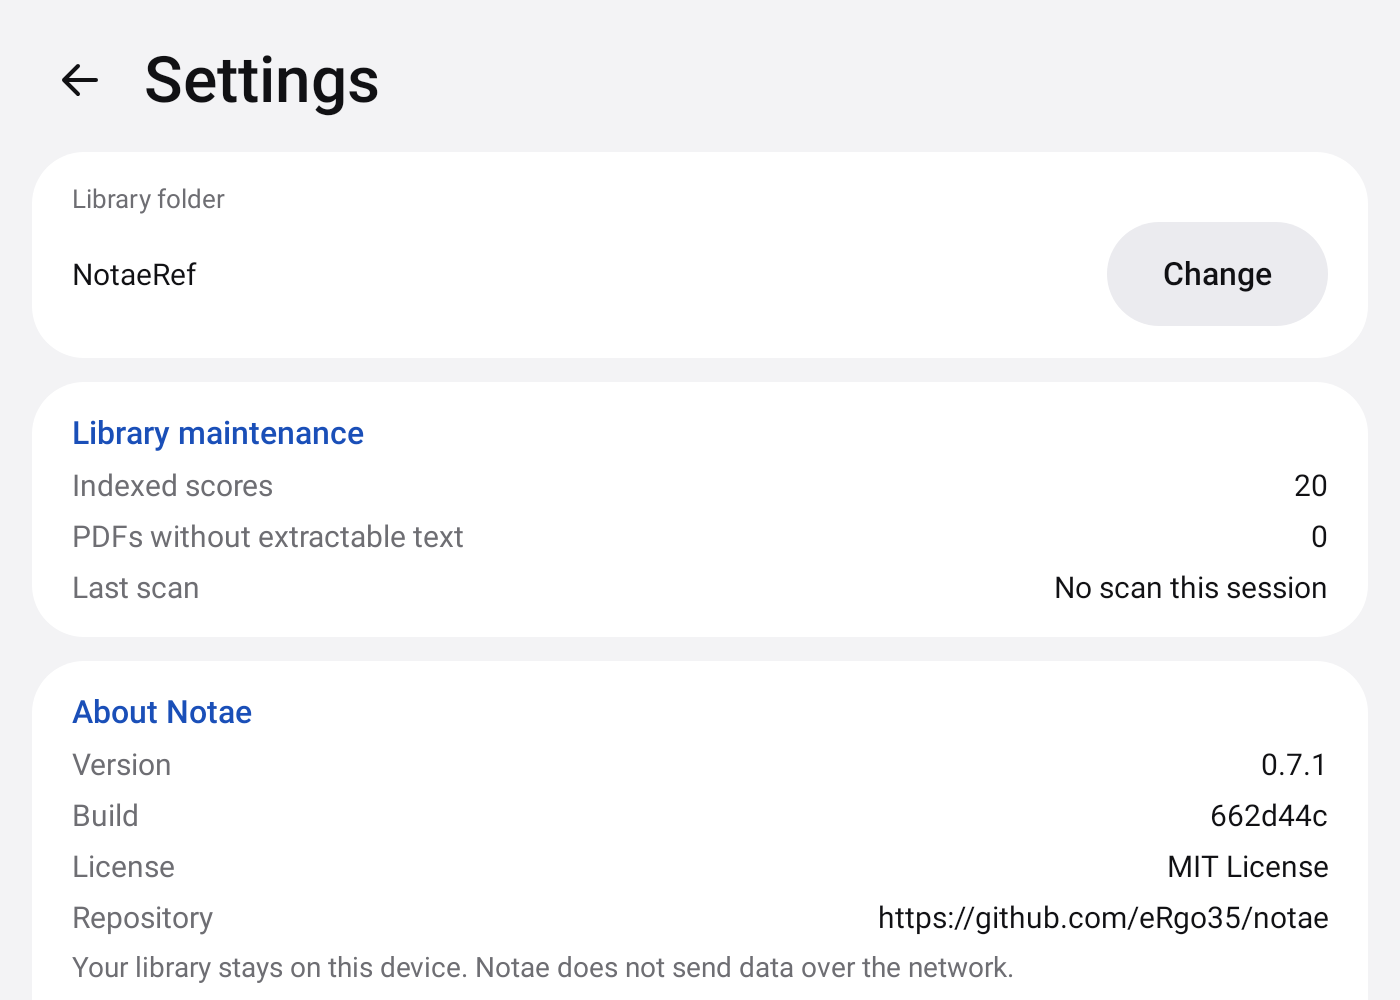 Settings
Library folder
NotaeRef
Change
Library maintenance
Indexed scores 20
PDFs without extractable text 0
Last scan No scan this session
About Notae
Version 0.7.1
Build 662d44c
License MIT License
Repository https://github.com/eRgo35/notae
Your library stays on this device. Notae does not send data over the network.